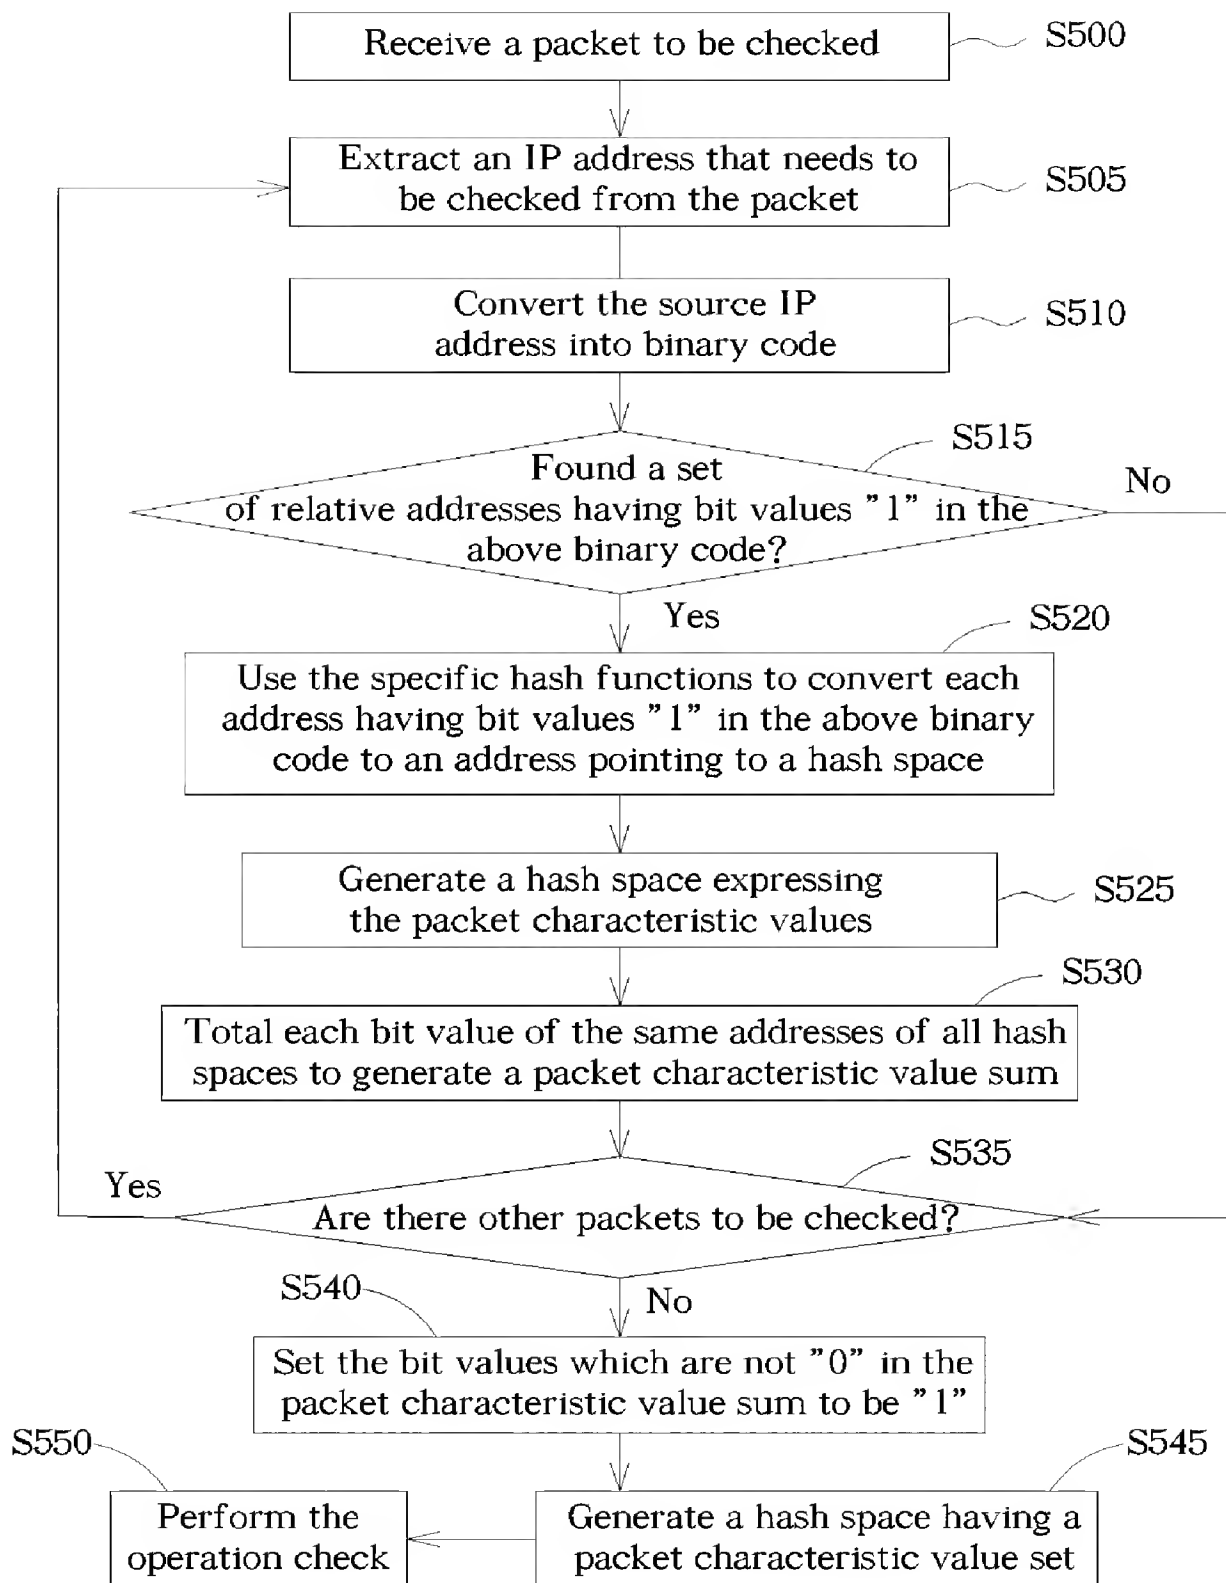 Receive a packet to be checked
S500
Extract an IP address that needs to
be checked from the packet
S505
Convert the source IP
address into binary code
S510
S515
Found a set
of relative addresses having bit values "1" in the
above binary code?
No
Yes
S520
Use the specific hash functions to convert each
address having bit values "1" in the above binary
code to an address pointing to a hash space
Generate a hash space expressing
the packet characteristic values
S525
S530
Total each bit value of the same addresses of all hash
spaces to generate a packet characteristic value sum
S535
Yes
Are there other packets to be checked?
S540
No
Set the bit values which are not "0" in the
packet characteristic value sum to be "1"
S550
S545
Perform the
operation check
Generate a hash space having a
packet characteristic value set